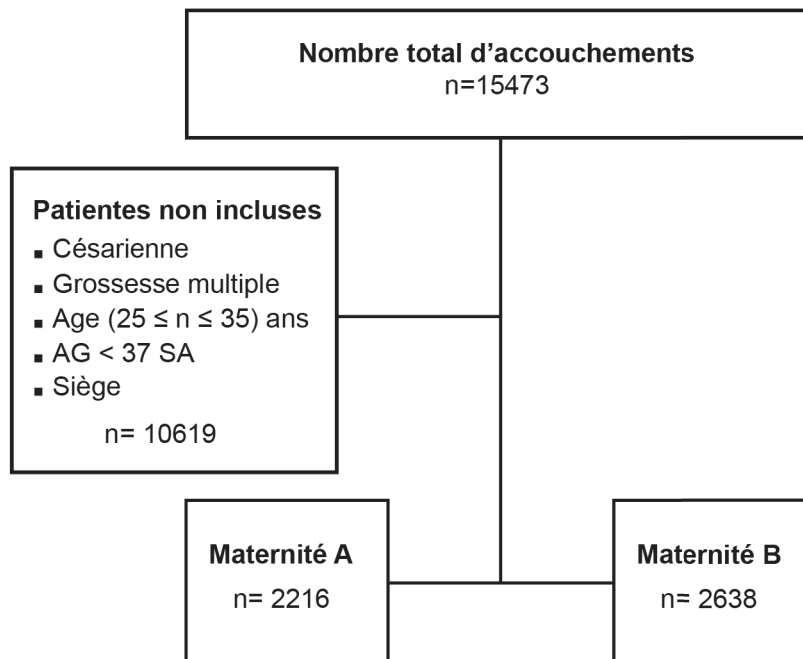 Nombre total d’accouchements
n=15473
Patientes non incluses
▪ Césarienne
▪ Grossesse multiple
▪ Age (25 ≤ n ≤ 35) ans
▪ AG < 37 SA
▪ Siège
n= 10619
Maternité A
n= 2216
Maternité B
n= 2638